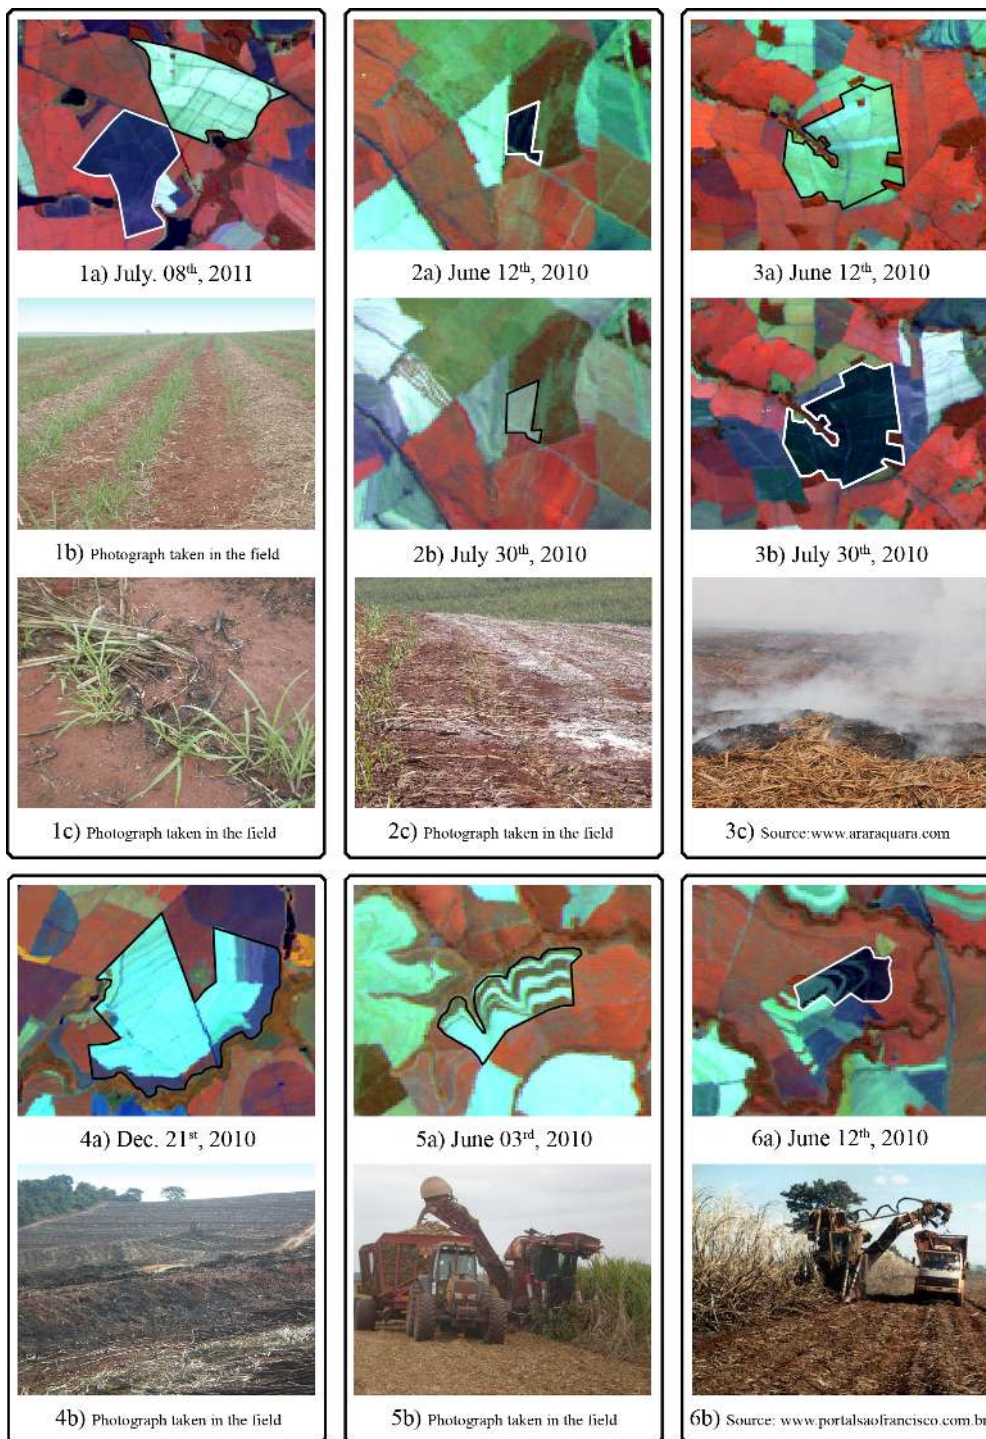 1a) July. 08th, 2011
2a) June 12th, 2010
3a) June 12th, 2010
1b) Photograph taken in the field
2b) July 30th, 2010
3b) July 30th, 2010
1c) Photograph taken in the field
2c) Photograph taken in the field
3c) Source:www.araraquara.com
4a) Dec. 21st, 2010
5a) June 03rd, 2010
6a) June 12th, 2010
4b) Photograph taken in the field
5b) Photograph taken in the field
6b) Source: www.portalsaofrancisco.com.br